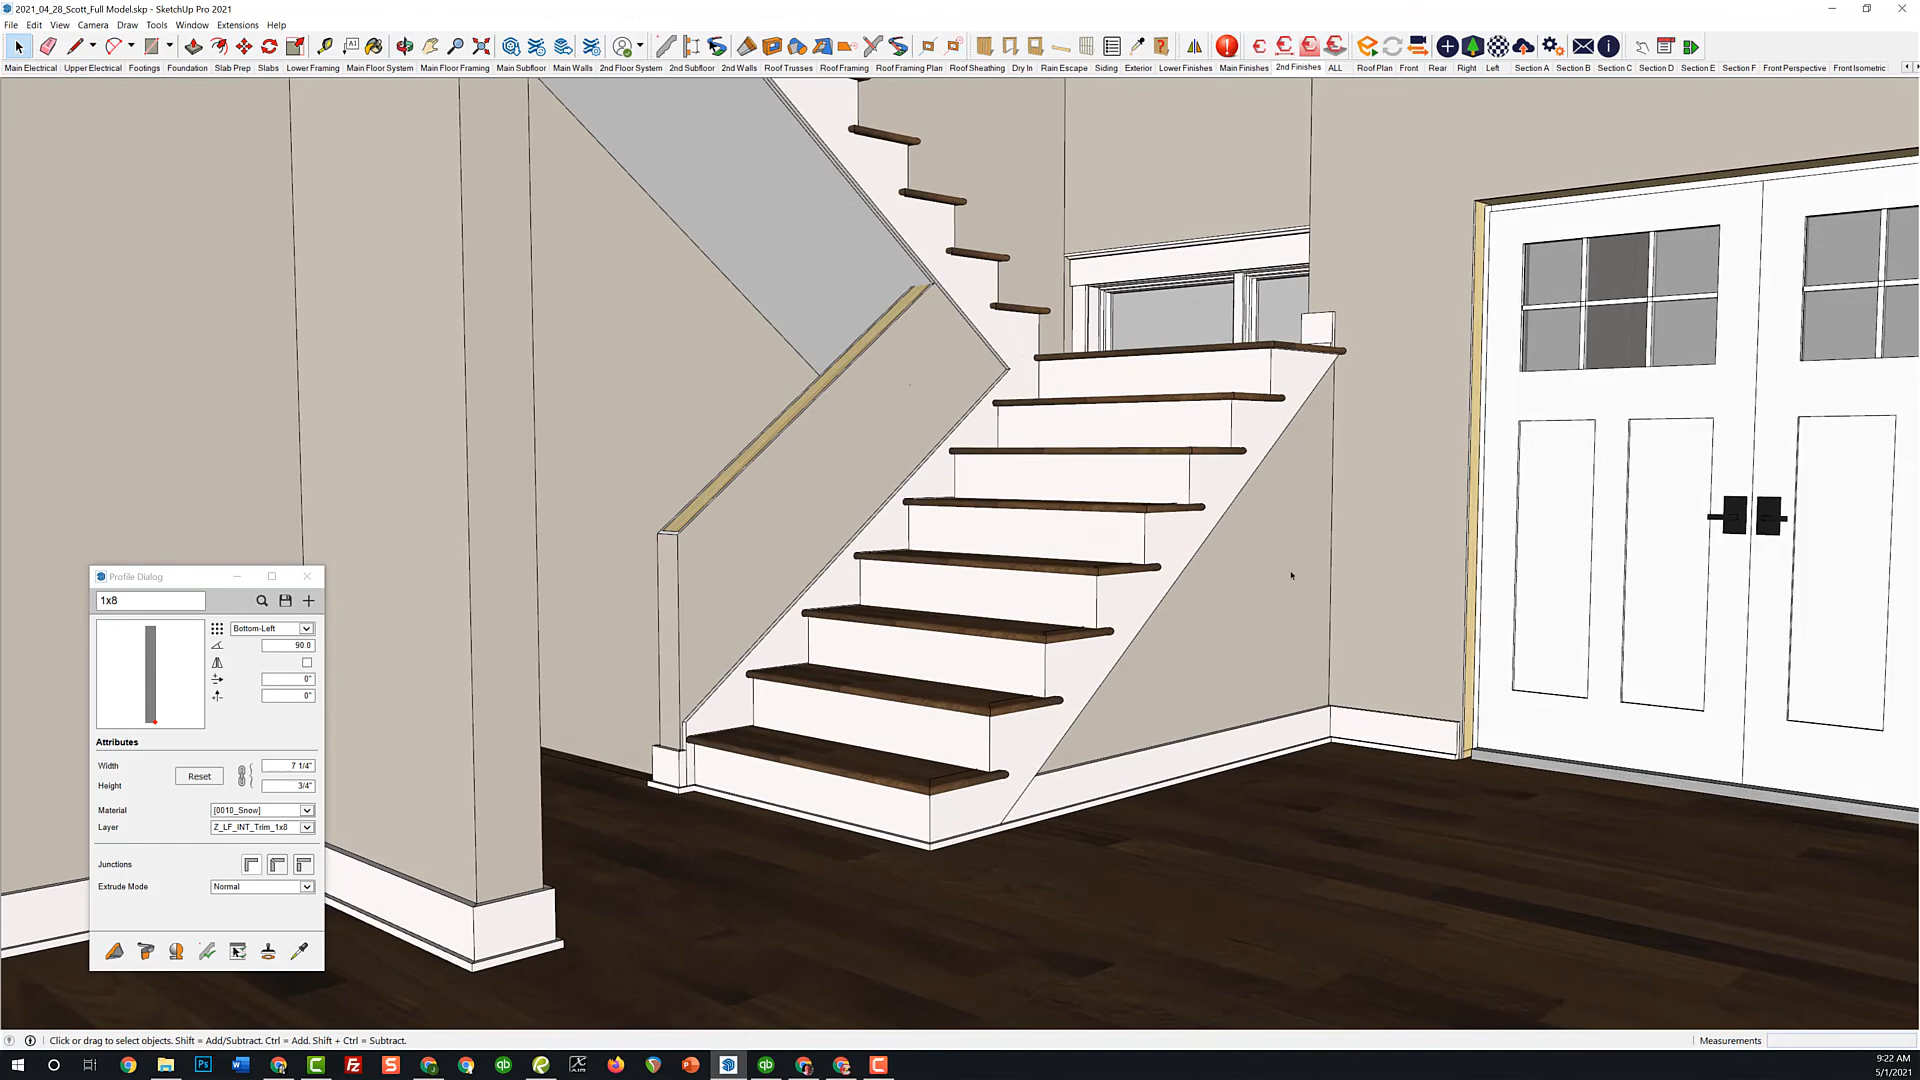 2021_04_28_Scott_Full Model.skp - SketchUp Pro 2021
File Edit View Camera Draw Tools Window Extensions Help
Main Electrical Upper Electrical Footings Foundation Slab Prep Slabs Lower Framing Main Floor System Main Floor Framing Main Subfloor Main Walls 2nd Floor System 2nd Subfloor 2nd Walls Roof Trusses Roof Framing Roof Framing Plan Roof Sheathing Dry In Rain Escape Siding Exterior Lower Finishes Main Finishes 2nd Finishes ALL Roof Plan Front Rear Right Left Section A Section B Section C Section D Section E Section F Front Perspective Front Isometric
Profile Dialog
1x8
Bottom-Left
90.0
0"
0"
Attributes
Width 7 1/4"
Reset
Height 3/4"
Material [0010_Snow]
Layer Z_LF_INT_Trim_1x8
Junctions
Extrude Mode Normal
Click or drag to select objects. Shift = Add/Subtract. Ctrl = Add. Shift + Ctrl = Subtract.
Measurements
9:22 AM
5/1/2021